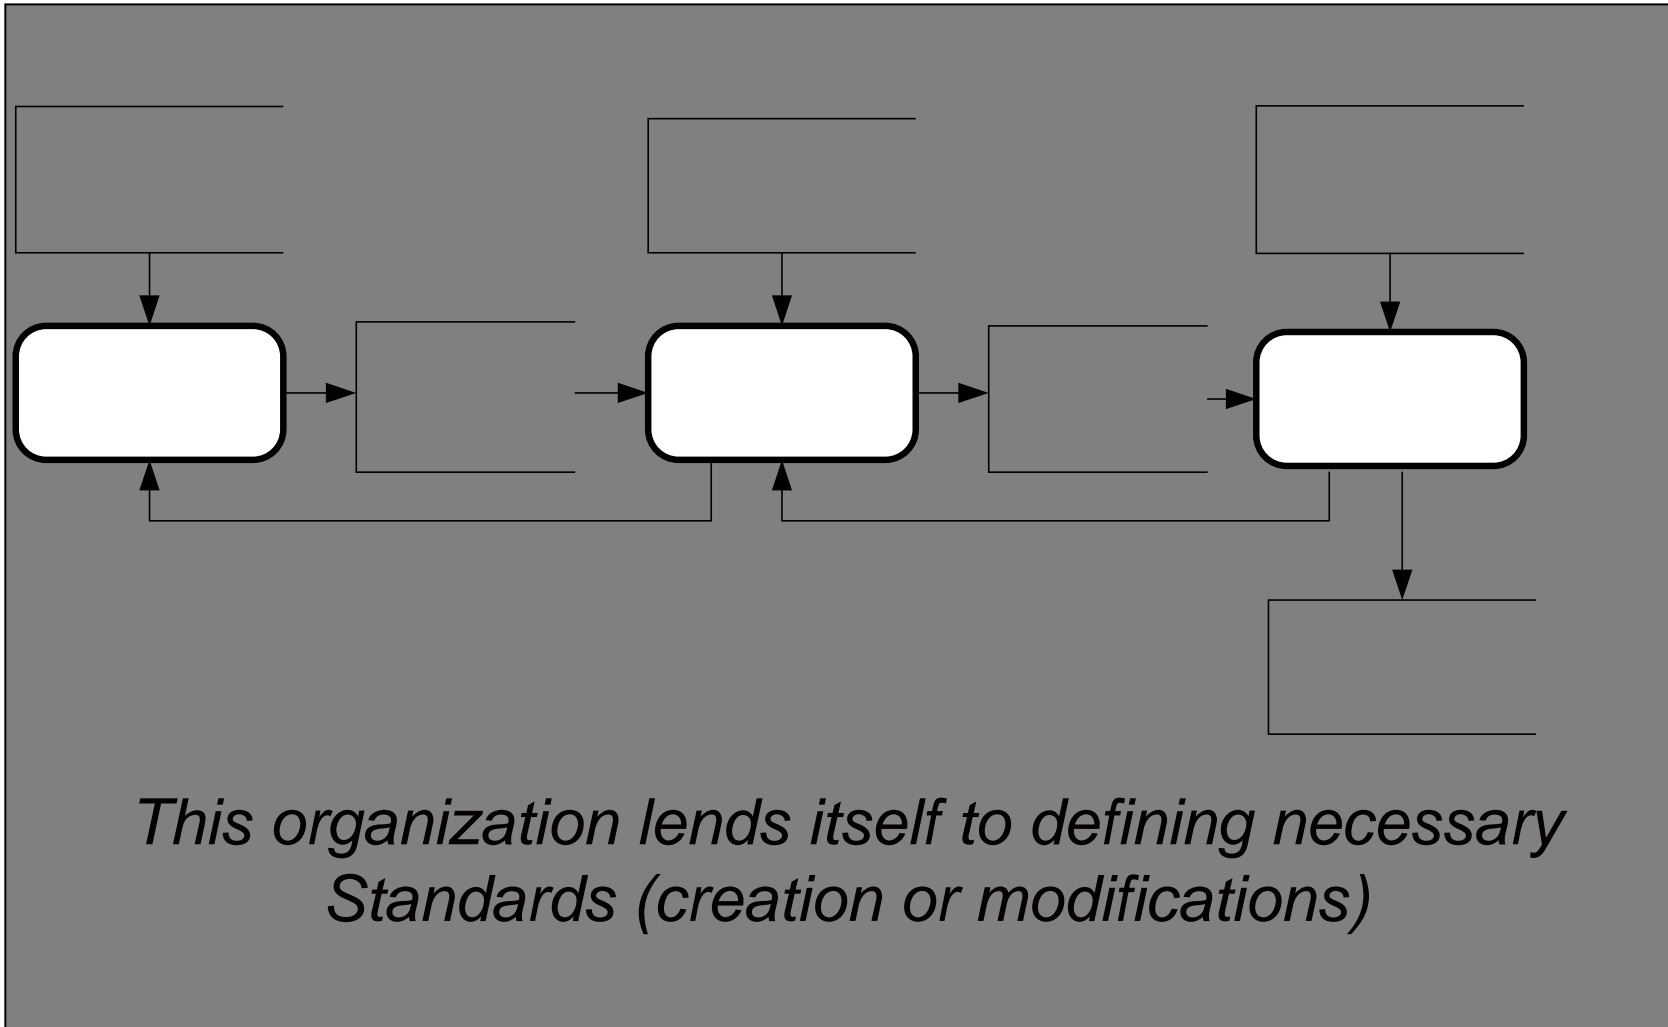 This organization lends itself to defining necessary
Standards (creation or modifications)